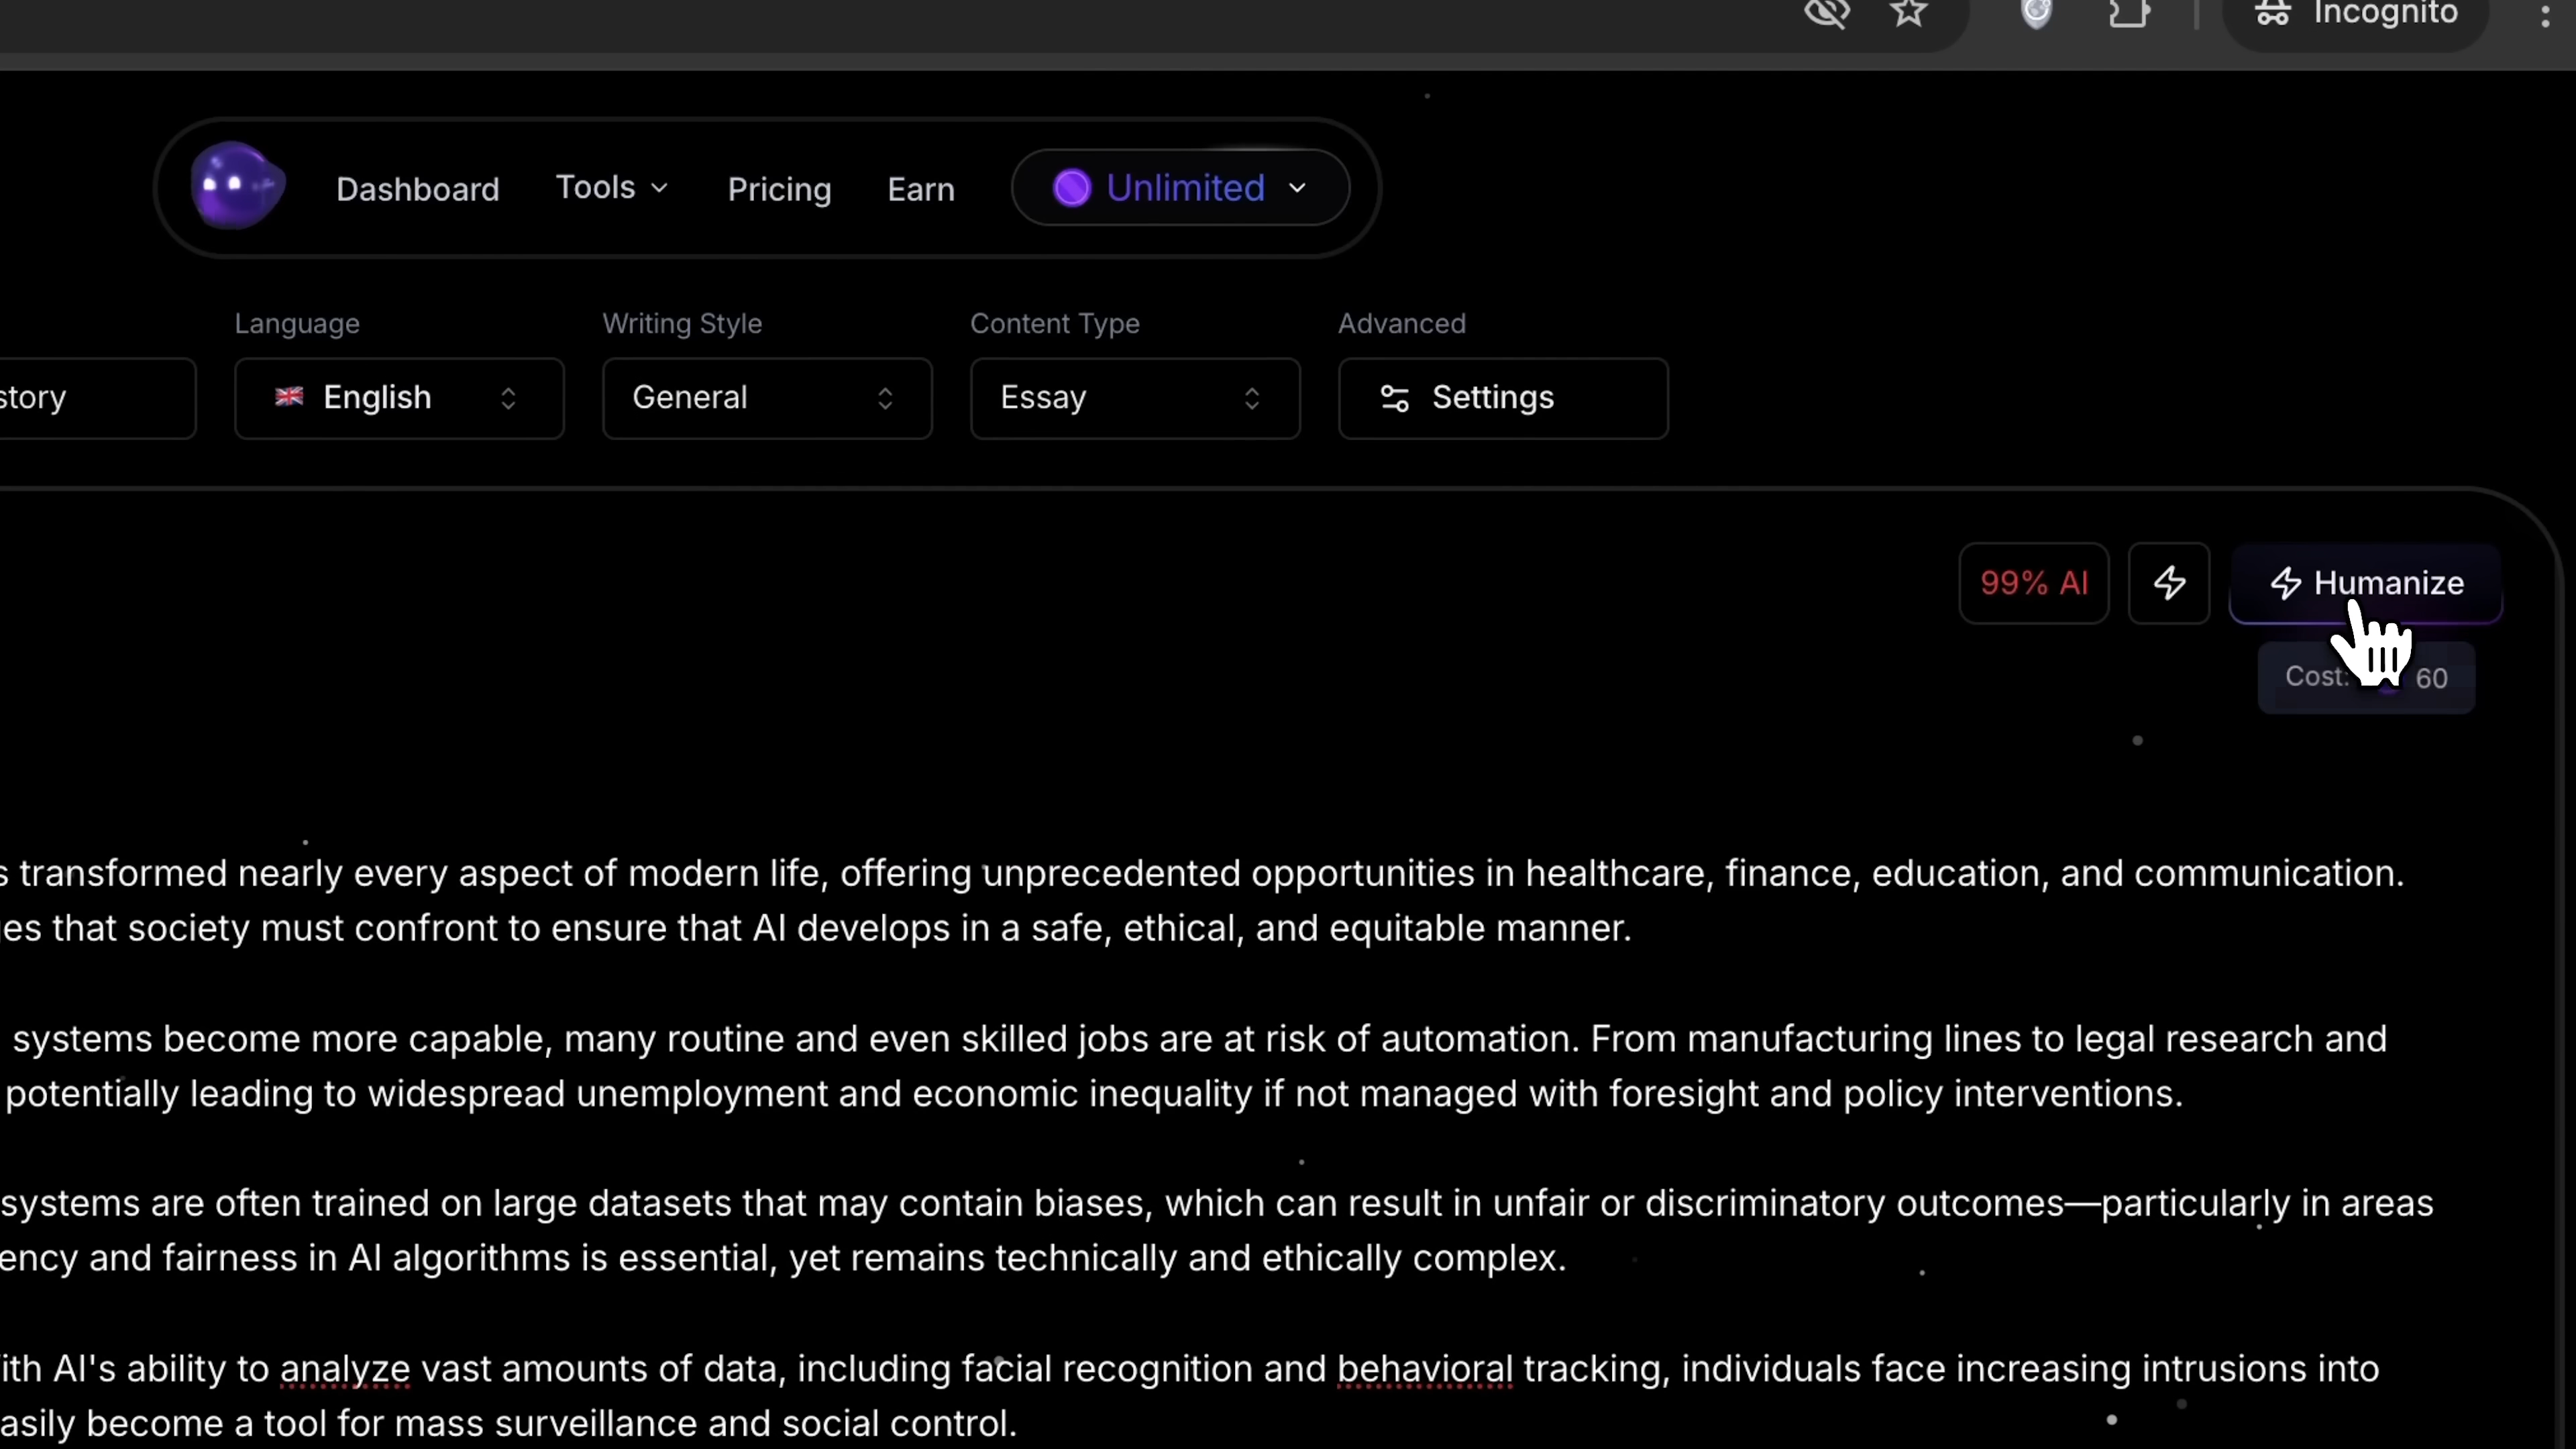 Incognito
Dashboard Tools Pricing Earn Unlimited
Language Writing Style Content Type Advanced
English General Essay Settings
99% AI Humanize
Cost: 60
transformed nearly every aspect of modern life, offering unprecedented opportunities in healthcare, finance, education, and communication.
that society must confront to ensure that AI develops in a safe, ethical, and equitable manner.
systems become more capable, many routine and even skilled jobs are at risk of automation. From manufacturing lines to legal research and
potentially leading to widespread unemployment and economic inequality if not managed with foresight and policy interventions.
systems are often trained on large datasets that may contain biases, which can result in unfair or discriminatory outcomes—particularly in areas
and fairness in AI algorithms is essential, yet remains technically and ethically complex.
AI's ability to analyze vast amounts of data, including facial recognition and behavioral tracking, individuals face increasing intrusions into
become a tool for mass surveillance and social control.